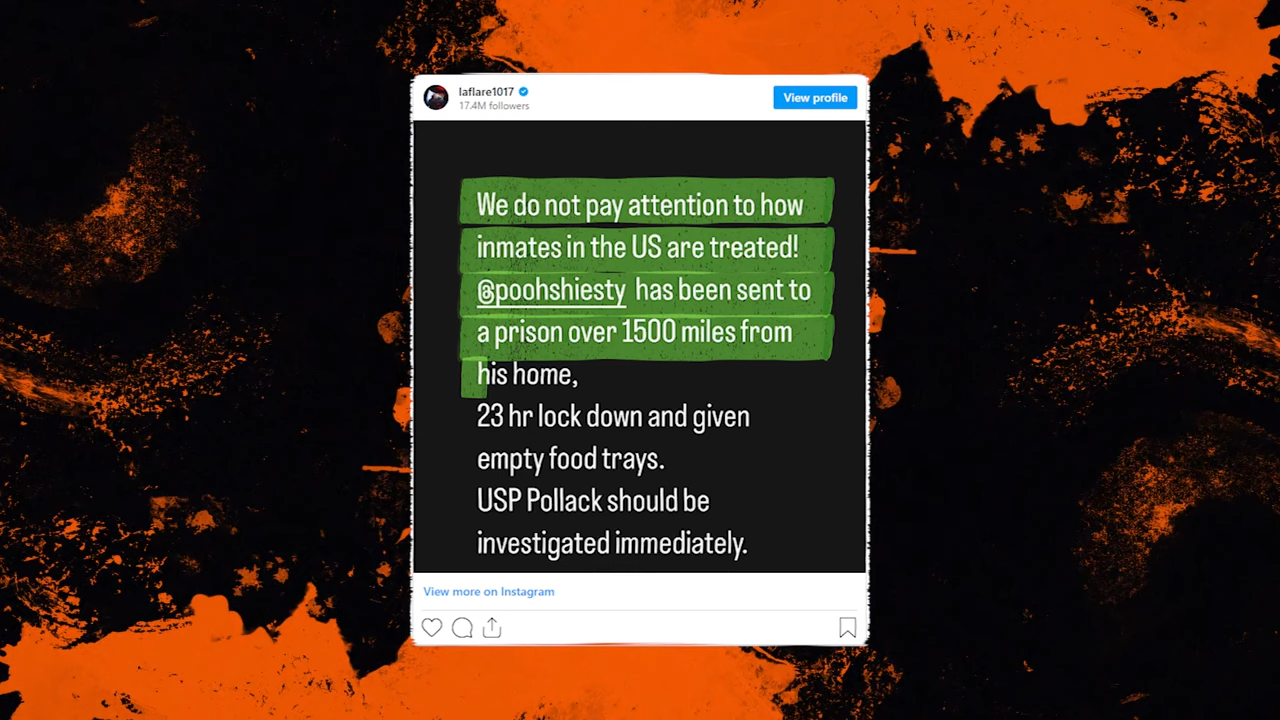 laflare1017
17.4M followers
View profile
We do not pay attention to how
inmates in the US are treated!
@poohshiesty has been sent to
a prison over 1500 miles from
his home,
23 hr lock down and given
empty food trays.
USP Pollack should be
investigated immediately.
View more on Instagram